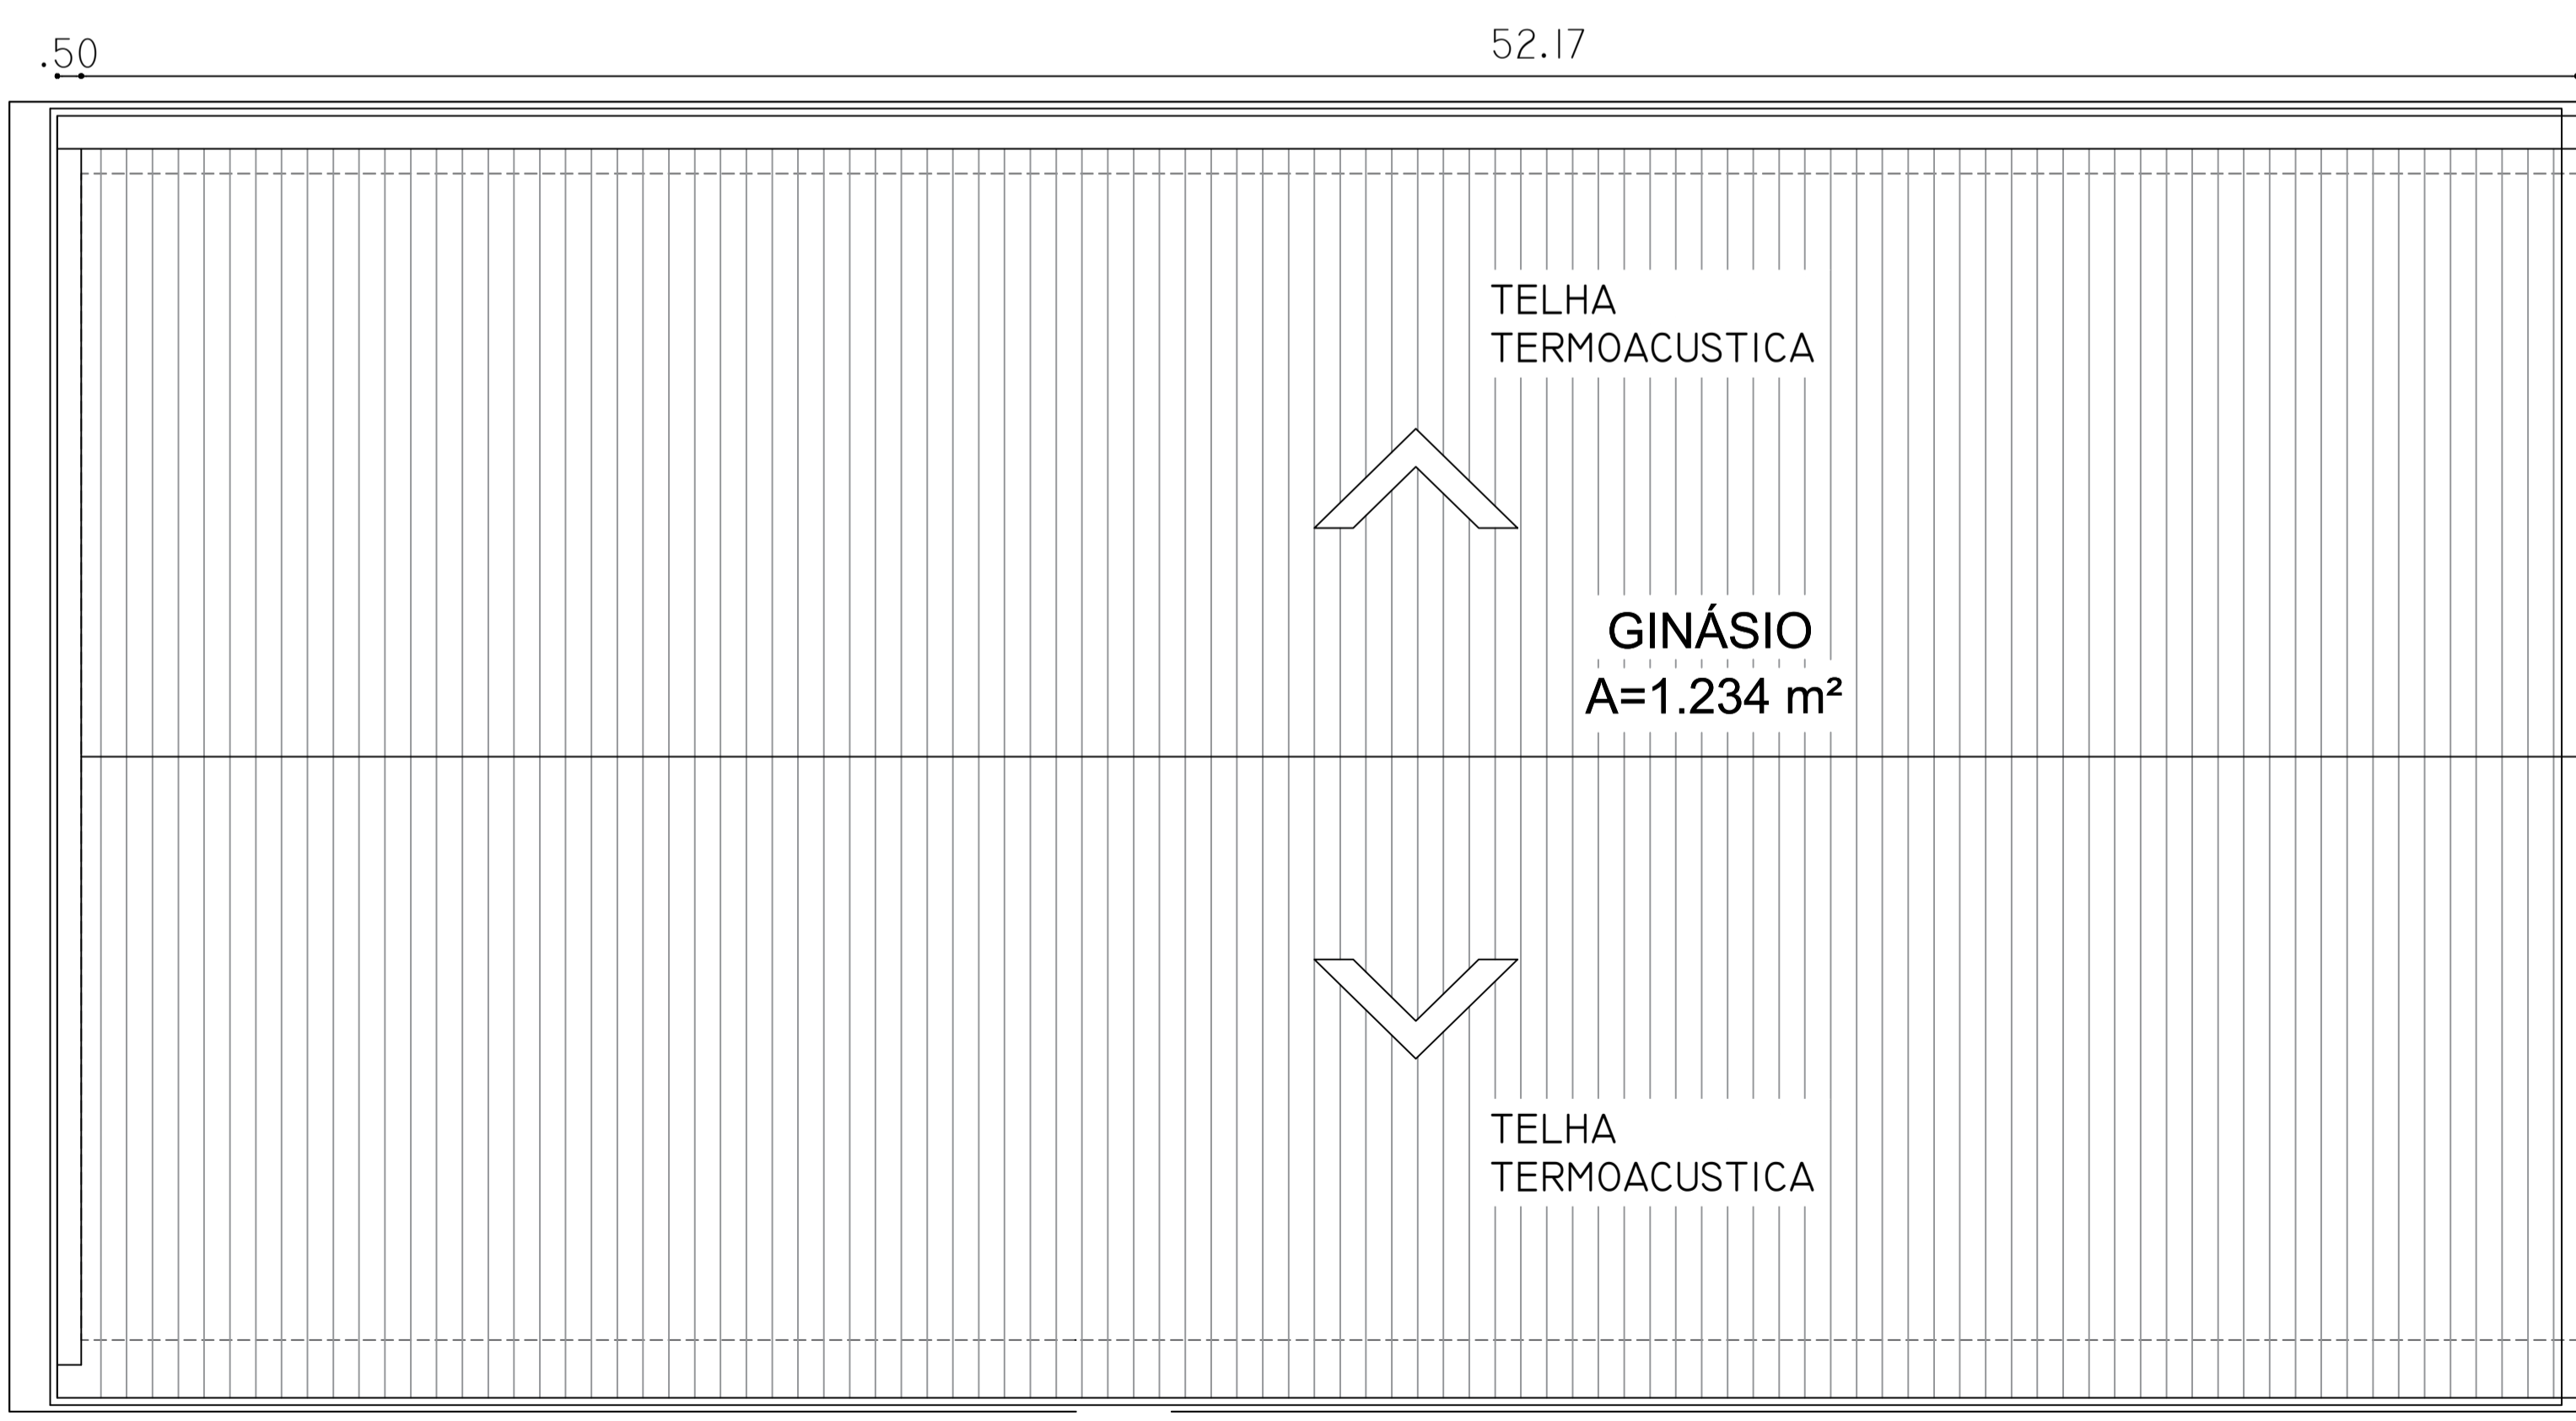 .50
52.17
TELHA
TERMOACUSTICA
GINÁSIO
A=1.234 m²
TELHA
TERMOACUSTICA